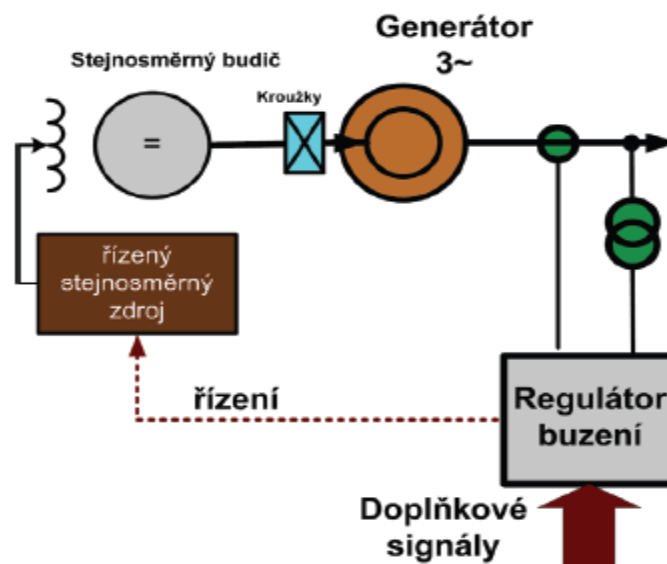 Generátor
3~
Stejnosměrný budič
Kroužky
=
řízený
stejnosměrný
zdroj
řízení
Regulátor
buzení
Doplňkové
signály